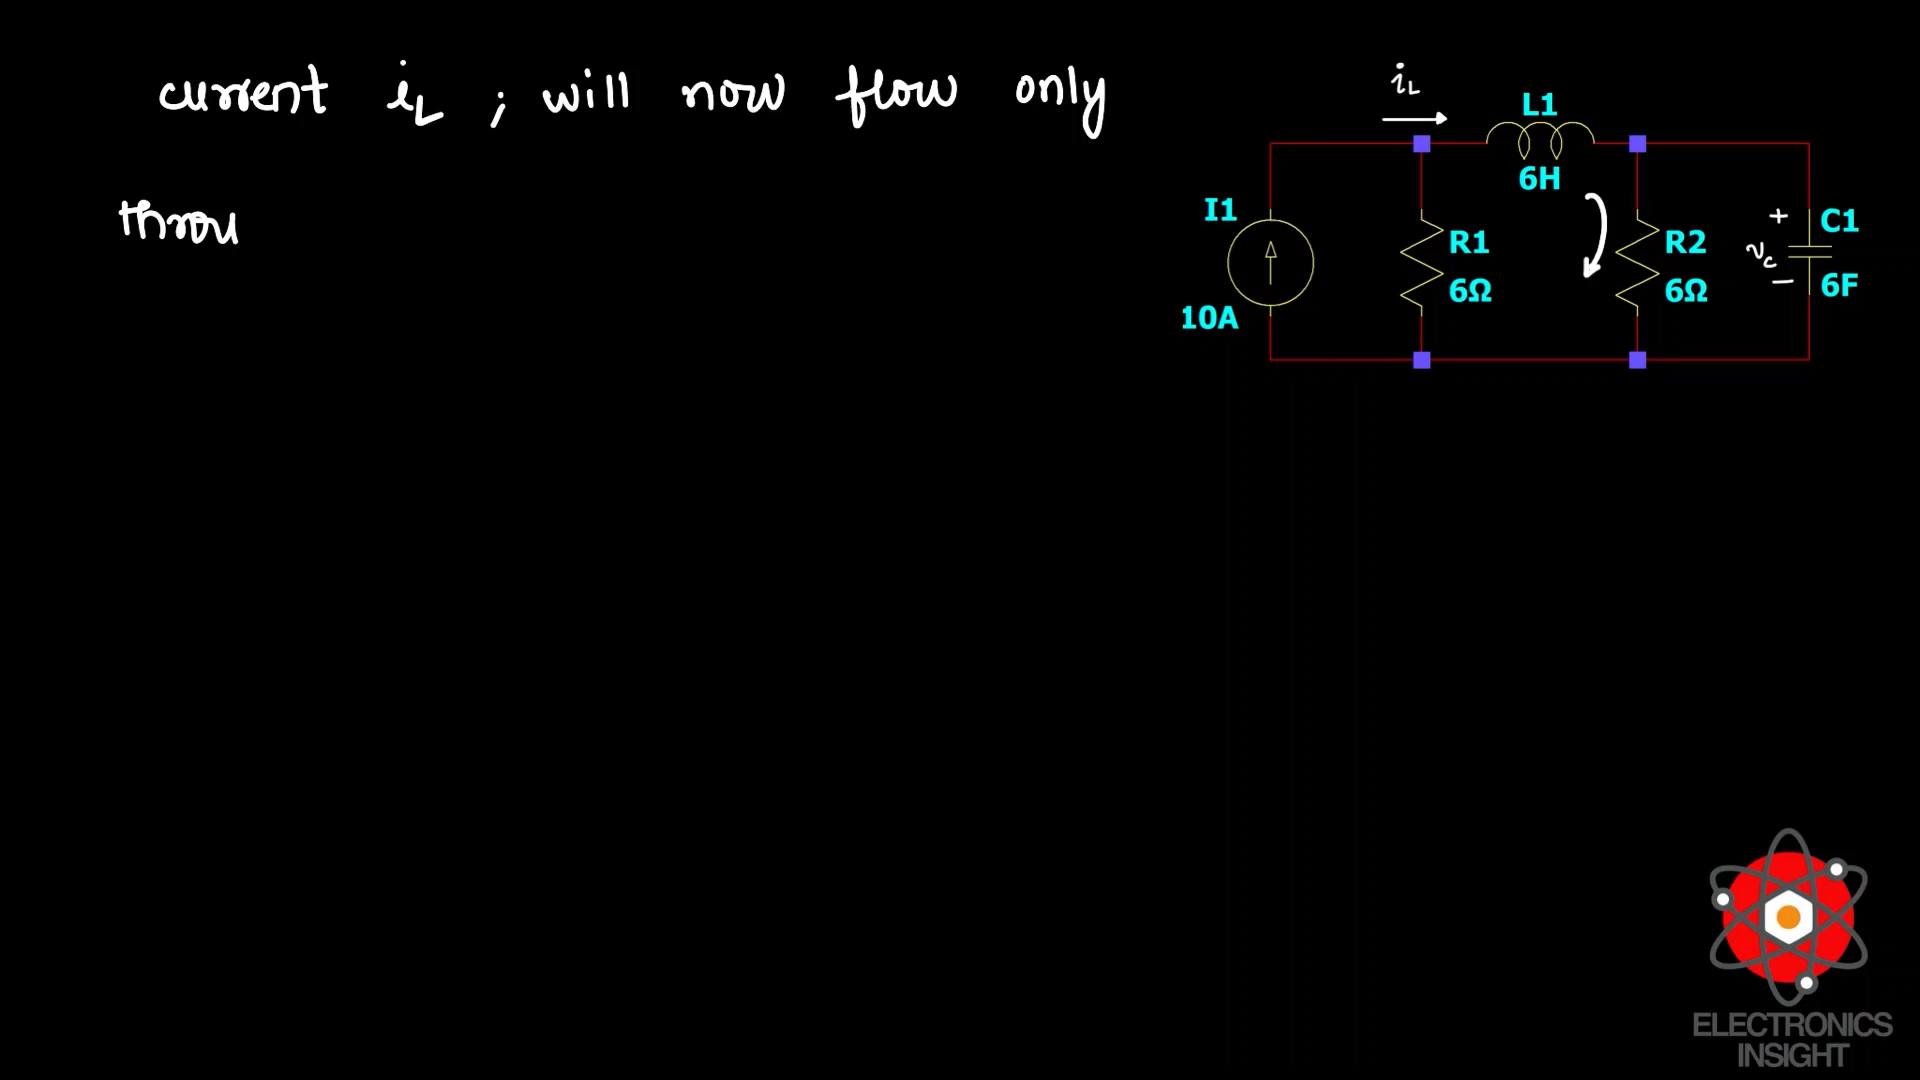 current iL ; will now flow only
throu
iL
L1
6H
I1
10A
R1
6Ω
R2
6Ω
+
vc
−
C1
6F
ELECTRONICS
INSIGHT